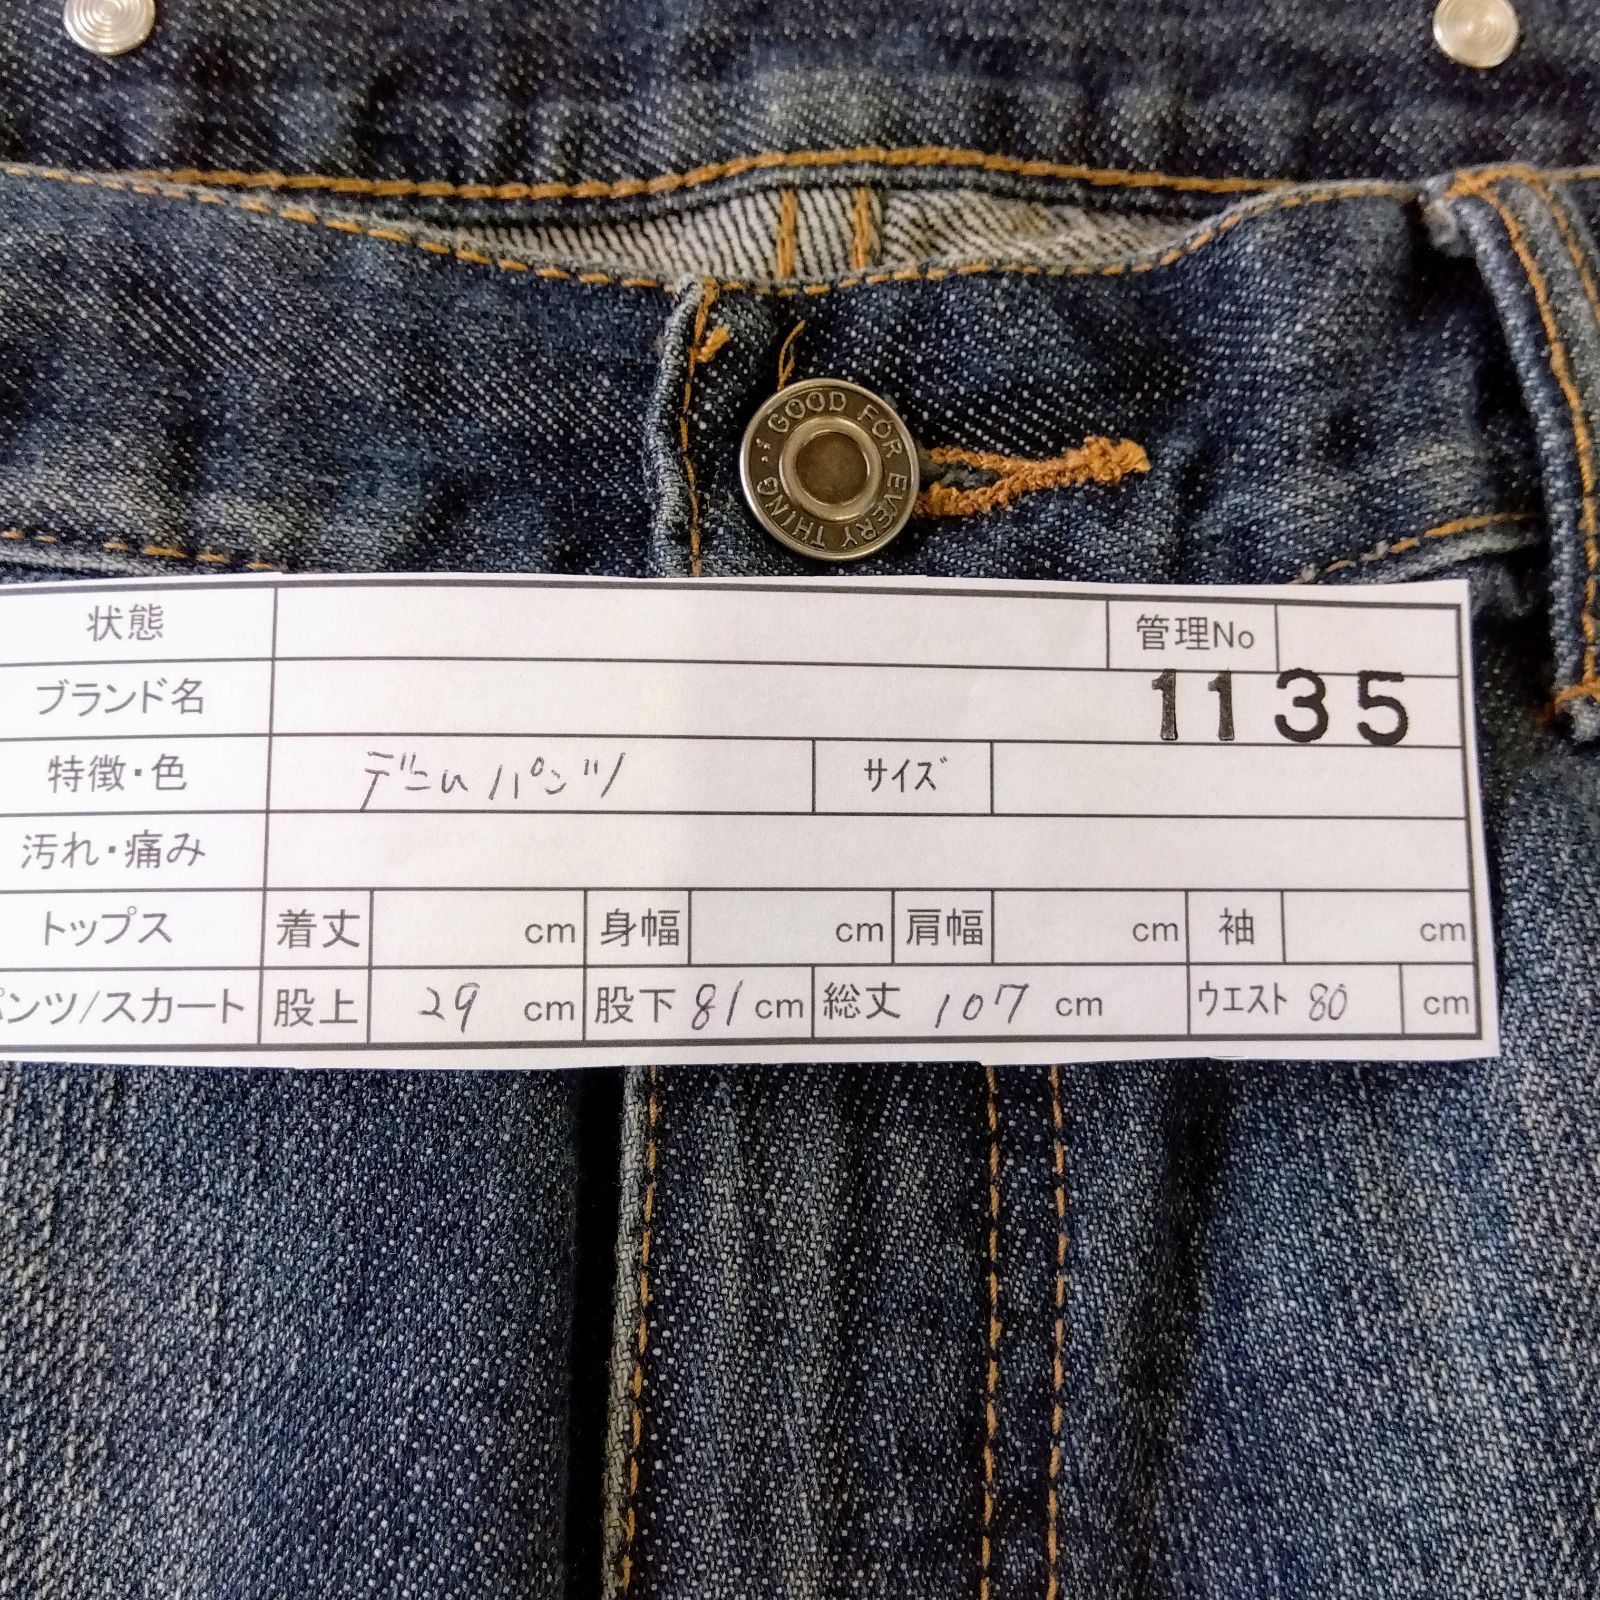 GOOD FOR EVERY THING
状態 管理No
ブランド名 1135
特徴・色 デニムパンツ サイズ
汚れ・痛み
トップス 着丈 cm 身幅 cm 肩幅 cm 袖 cm
パンツ/スカート 股上 29 cm 股下 81 cm 総丈 107 cm ウエスト 80 cm